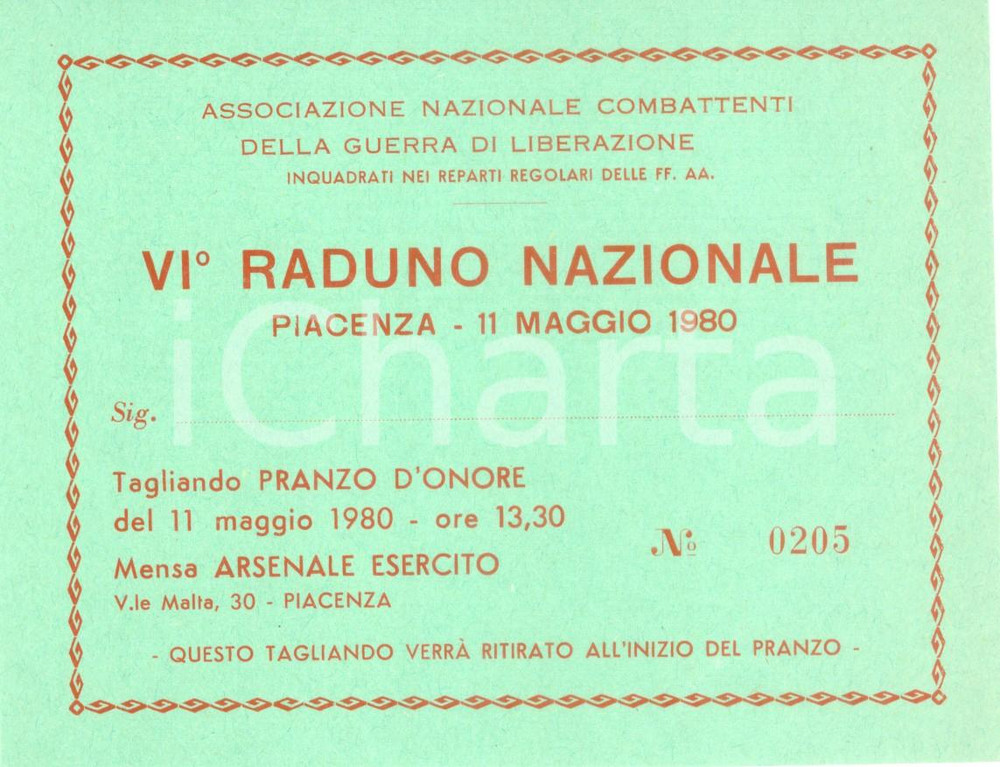 ASSOCIAZIONE NAZIONALE COMBATTENTI
DELLA GUERRA DI LIBERAZIONE
INQUADRATI NEI REPARTI REGOLARI DELLE FF. AA.
VI° RADUNO NAZIONALE
PIACENZA - 11 MAGGIO 1980
iCharta
Sig.
Tagliando PRANZO D'ONORE
del 11 maggio 1980 - ore 13,30
Nº 0205
Mensa ARSENALE ESERCITO
V.le Malta, 30 - PIACENZA
- QUESTO TAGLIANDO VERRÀ RITIRATO ALL'INIZIO DEL PRANZO -